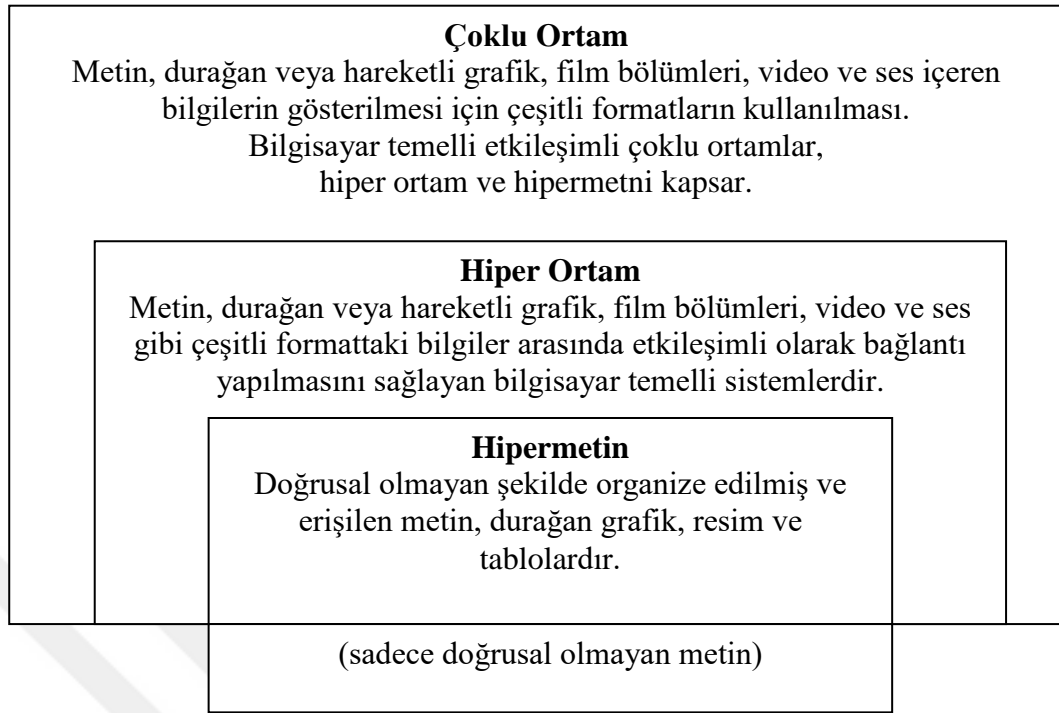 Çoklu Ortam
Metin, durağan veya hareketli grafik, film bölümleri, video ve ses içeren
bilgilerin gösterilmesi için çeşitli formatların kullanılması.
Bilgisayar temelli etkileşimli çoklu ortamlar,
hiper ortam ve hipermetni kapsar.
Hiper Ortam
Metin, durağan veya hareketli grafik, film bölümleri, video ve ses
gibi çeşitli formattaki bilgiler arasında etkileşimli olarak bağlantı
yapılmasını sağlayan bilgisayar temelli sistemlerdir.
Hipermetin
Doğrusal olmayan şekilde organize edilmiş ve
erişilen metin, durağan grafik, resim ve
tablolardır.
(sadece doğrusal olmayan metin)